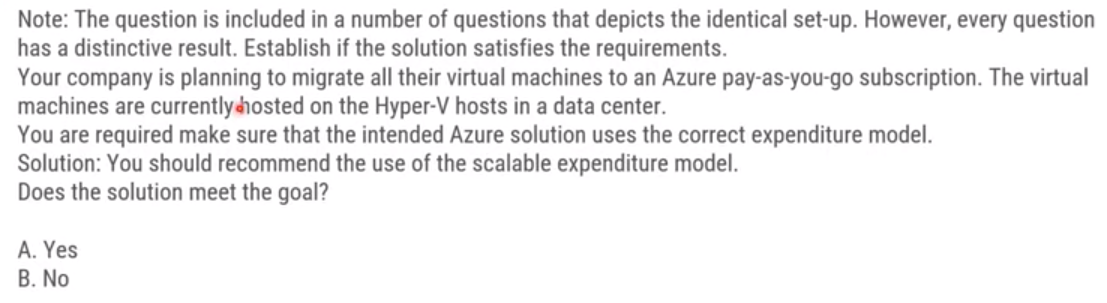 Note: The question is included in a number of questions that depicts the identical set-up. However, every question
has a distinctive result. Establish if the solution satisfies the requirements.
Your company is planning to migrate all their virtual machines to an Azure pay-as-you-go subscription. The virtual
machines are currently hosted on the Hyper-V hosts in a data center.
You are required make sure that the intended Azure solution uses the correct expenditure model.
Solution: You should recommend the use of the scalable expenditure model.
Does the solution meet the goal?
A. Yes
B. No